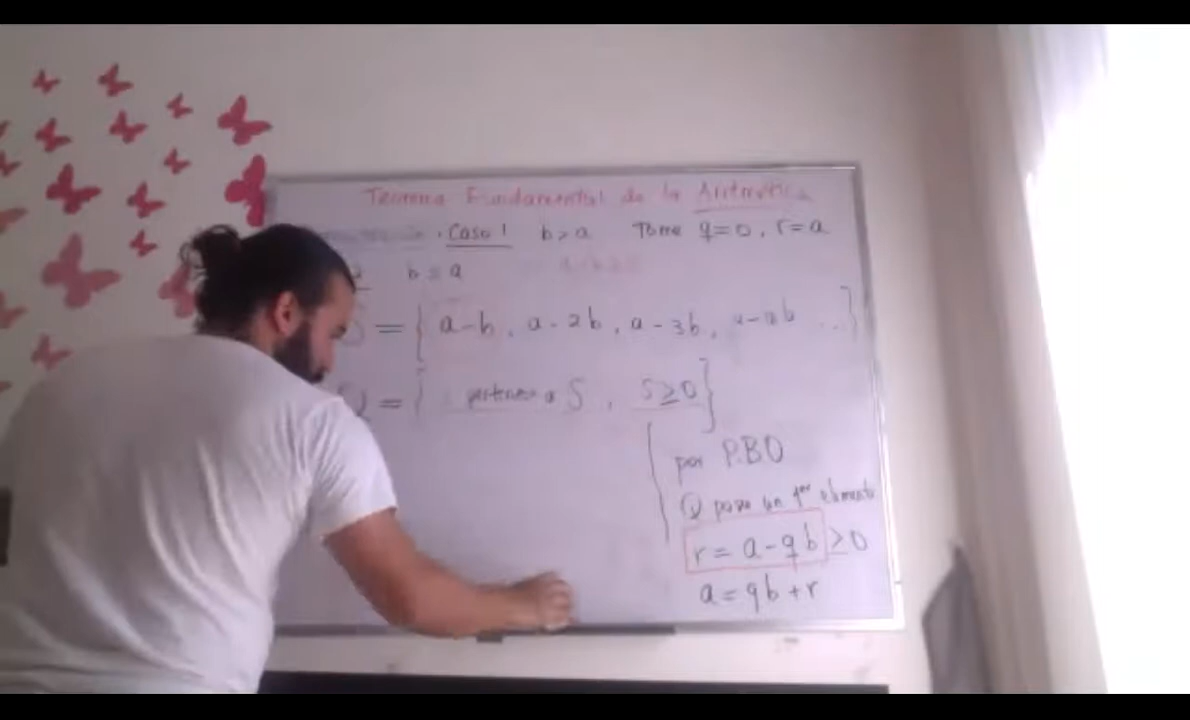 Teorema Fundamental de la Aritmética
. Caso 1 b > a Tome q=0, r=a
b ≤ a
= { a-b, a-2b, a-3b, ... }
= { pertenece a S, S≥0 }
por P.B.O
Q posee un 1er elemento
r = a-qb ≥0
a = qb+r